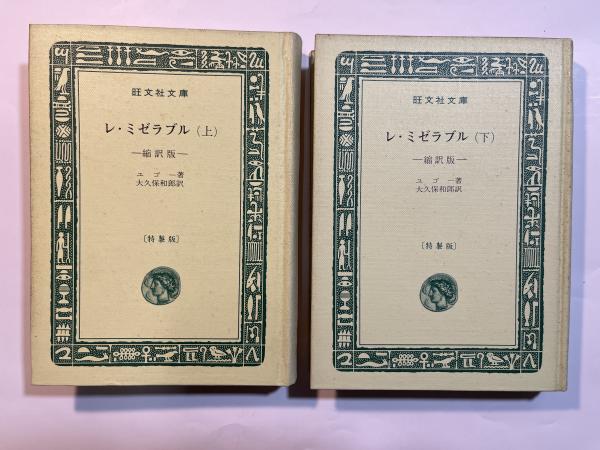 旺文社文庫
レ・ミゼラブル（上）
―縮訳版―
ユゴー著
大久保和郎訳
〔特製版〕
旺文社文庫
レ・ミゼラブル（下）
―縮訳版―
ユゴー著
大久保和郎訳
〔特製版〕